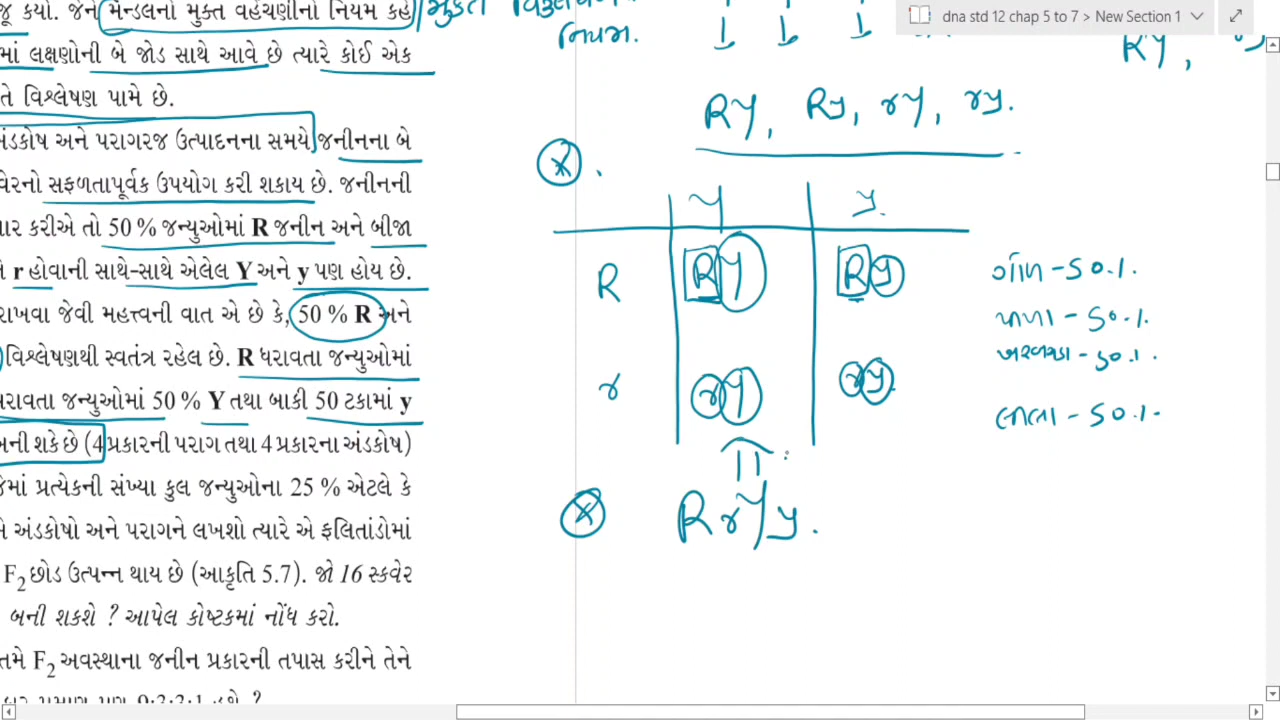 જૂ કર્યો. જેને મેન્ડલનો મુક્ત વહેંચણીનો નિયમ કહે
માં લક્ષણોની બે જોડ સાથે આવે છે ત્યારે કોઈ એક
તે વિશ્લેષણ પામે છે.
અંડકોષ અને પરાગરજ ઉત્પાદનના સમયે જનીનના બે
વેરનો સફળતાપૂર્વક ઉપયોગ કરી શકાય છે. જનીનની
ાર કરીએ તો 50 % જન્યુઓમાં R જનીન અને બીજા
ે r હોવાની સાથે-સાથે એલેલ Y અને y પણ હોય છે.
રાખવા જેવી મહત્ત્વની વાત એ છે કે, 50 % R અને
વિશ્લેષણથી સ્વતંત્ર રહેલ છે. R ધરાવતા જન્યુઓમાં
ધરાવતા જન્યુઓમાં 50 % Y તથા બાકી 50 ટકામાં y
બની શકે છે (4 પ્રકારની પરાગ તથા 4 પ્રકારના અંડકોષ)
જેમાં પ્રત્યેકની સંખ્યા કુલ જન્યુઓના 25 % એટલે કે
ે અંડકોષો અને પરાગને લખશો ત્યારે એ ફલિતાંડોમાં
F2 છોડ ઉત્પન્ન થાય છે (આકૃતિ 5.7). જો 16 સ્કવેર
બની શકશે ? આપેલ કોષ્ટકમાં નોંધ કરો.
તમે F2 અવસ્થાના જનીન પ્રકારની તપાસ કરીને તેને
dna std 12 chap 5 to 7 > New Section 1
મુક્ત
નિયમ.
RY,
RY, Ry, rY, ry.
Y y.
R RY Ry
r rY ry.
ગોળ - 50.1.
પીળા - 50.1.
50.1.
લીલા - 50.1.
RrYy.